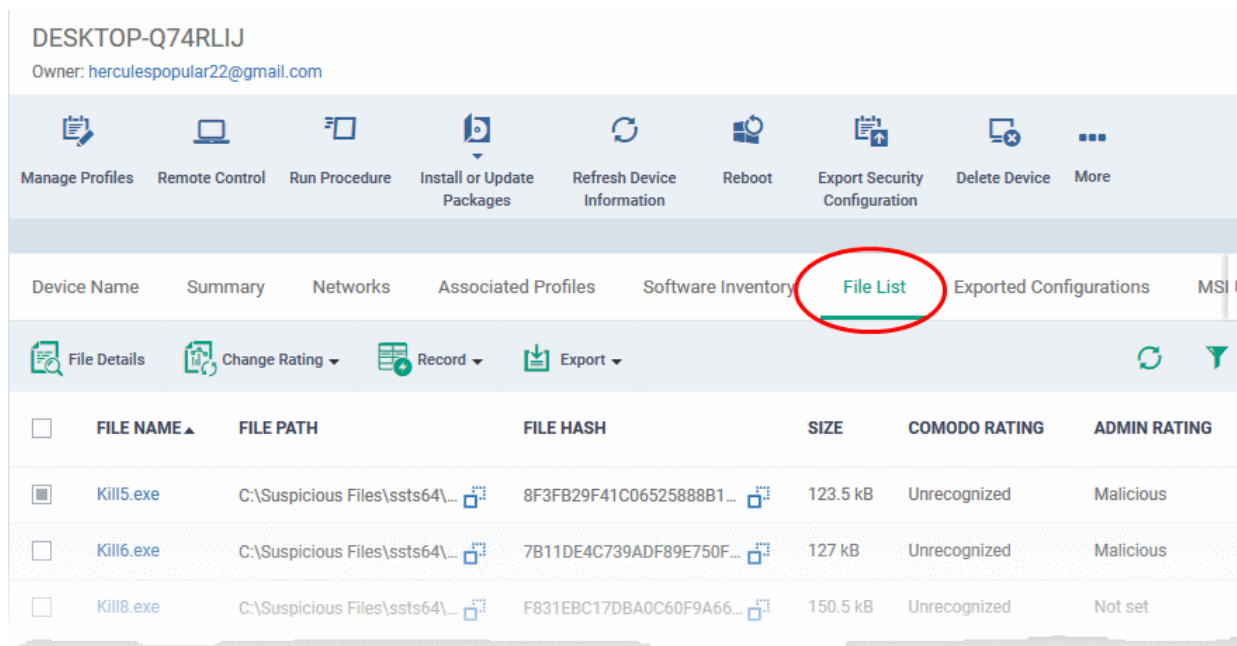 DESKTOP-Q74RLIJ
Owner: herculespopular22@gmail.com
Manage Profiles
Remote Control
Run Procedure
Install or Update
Packages
Refresh Device
Information
Reboot
Export Security
Configuration
Delete Device
More
Device Name Summary Networks Associated Profiles Software Inventory File List Exported Configurations MSI
File Details Change Rating Record Export
FILE NAME FILE PATH FILE HASH SIZE COMODO RATING ADMIN RATING
Kill5.exe C:\Suspicious Files\ssts64\... 8F3FB29F41C06525888B1... 123.5 kB Unrecognized Malicious
Kill6.exe C:\Suspicious Files\ssts64\... 7B11DE4C739ADF89E750F... 127 kB Unrecognized Malicious
Kill8.exe C:\Suspicious Files\ssts64\... F831EBC17DBA0C60F9A66... 150.5 kB Unrecognized Not set